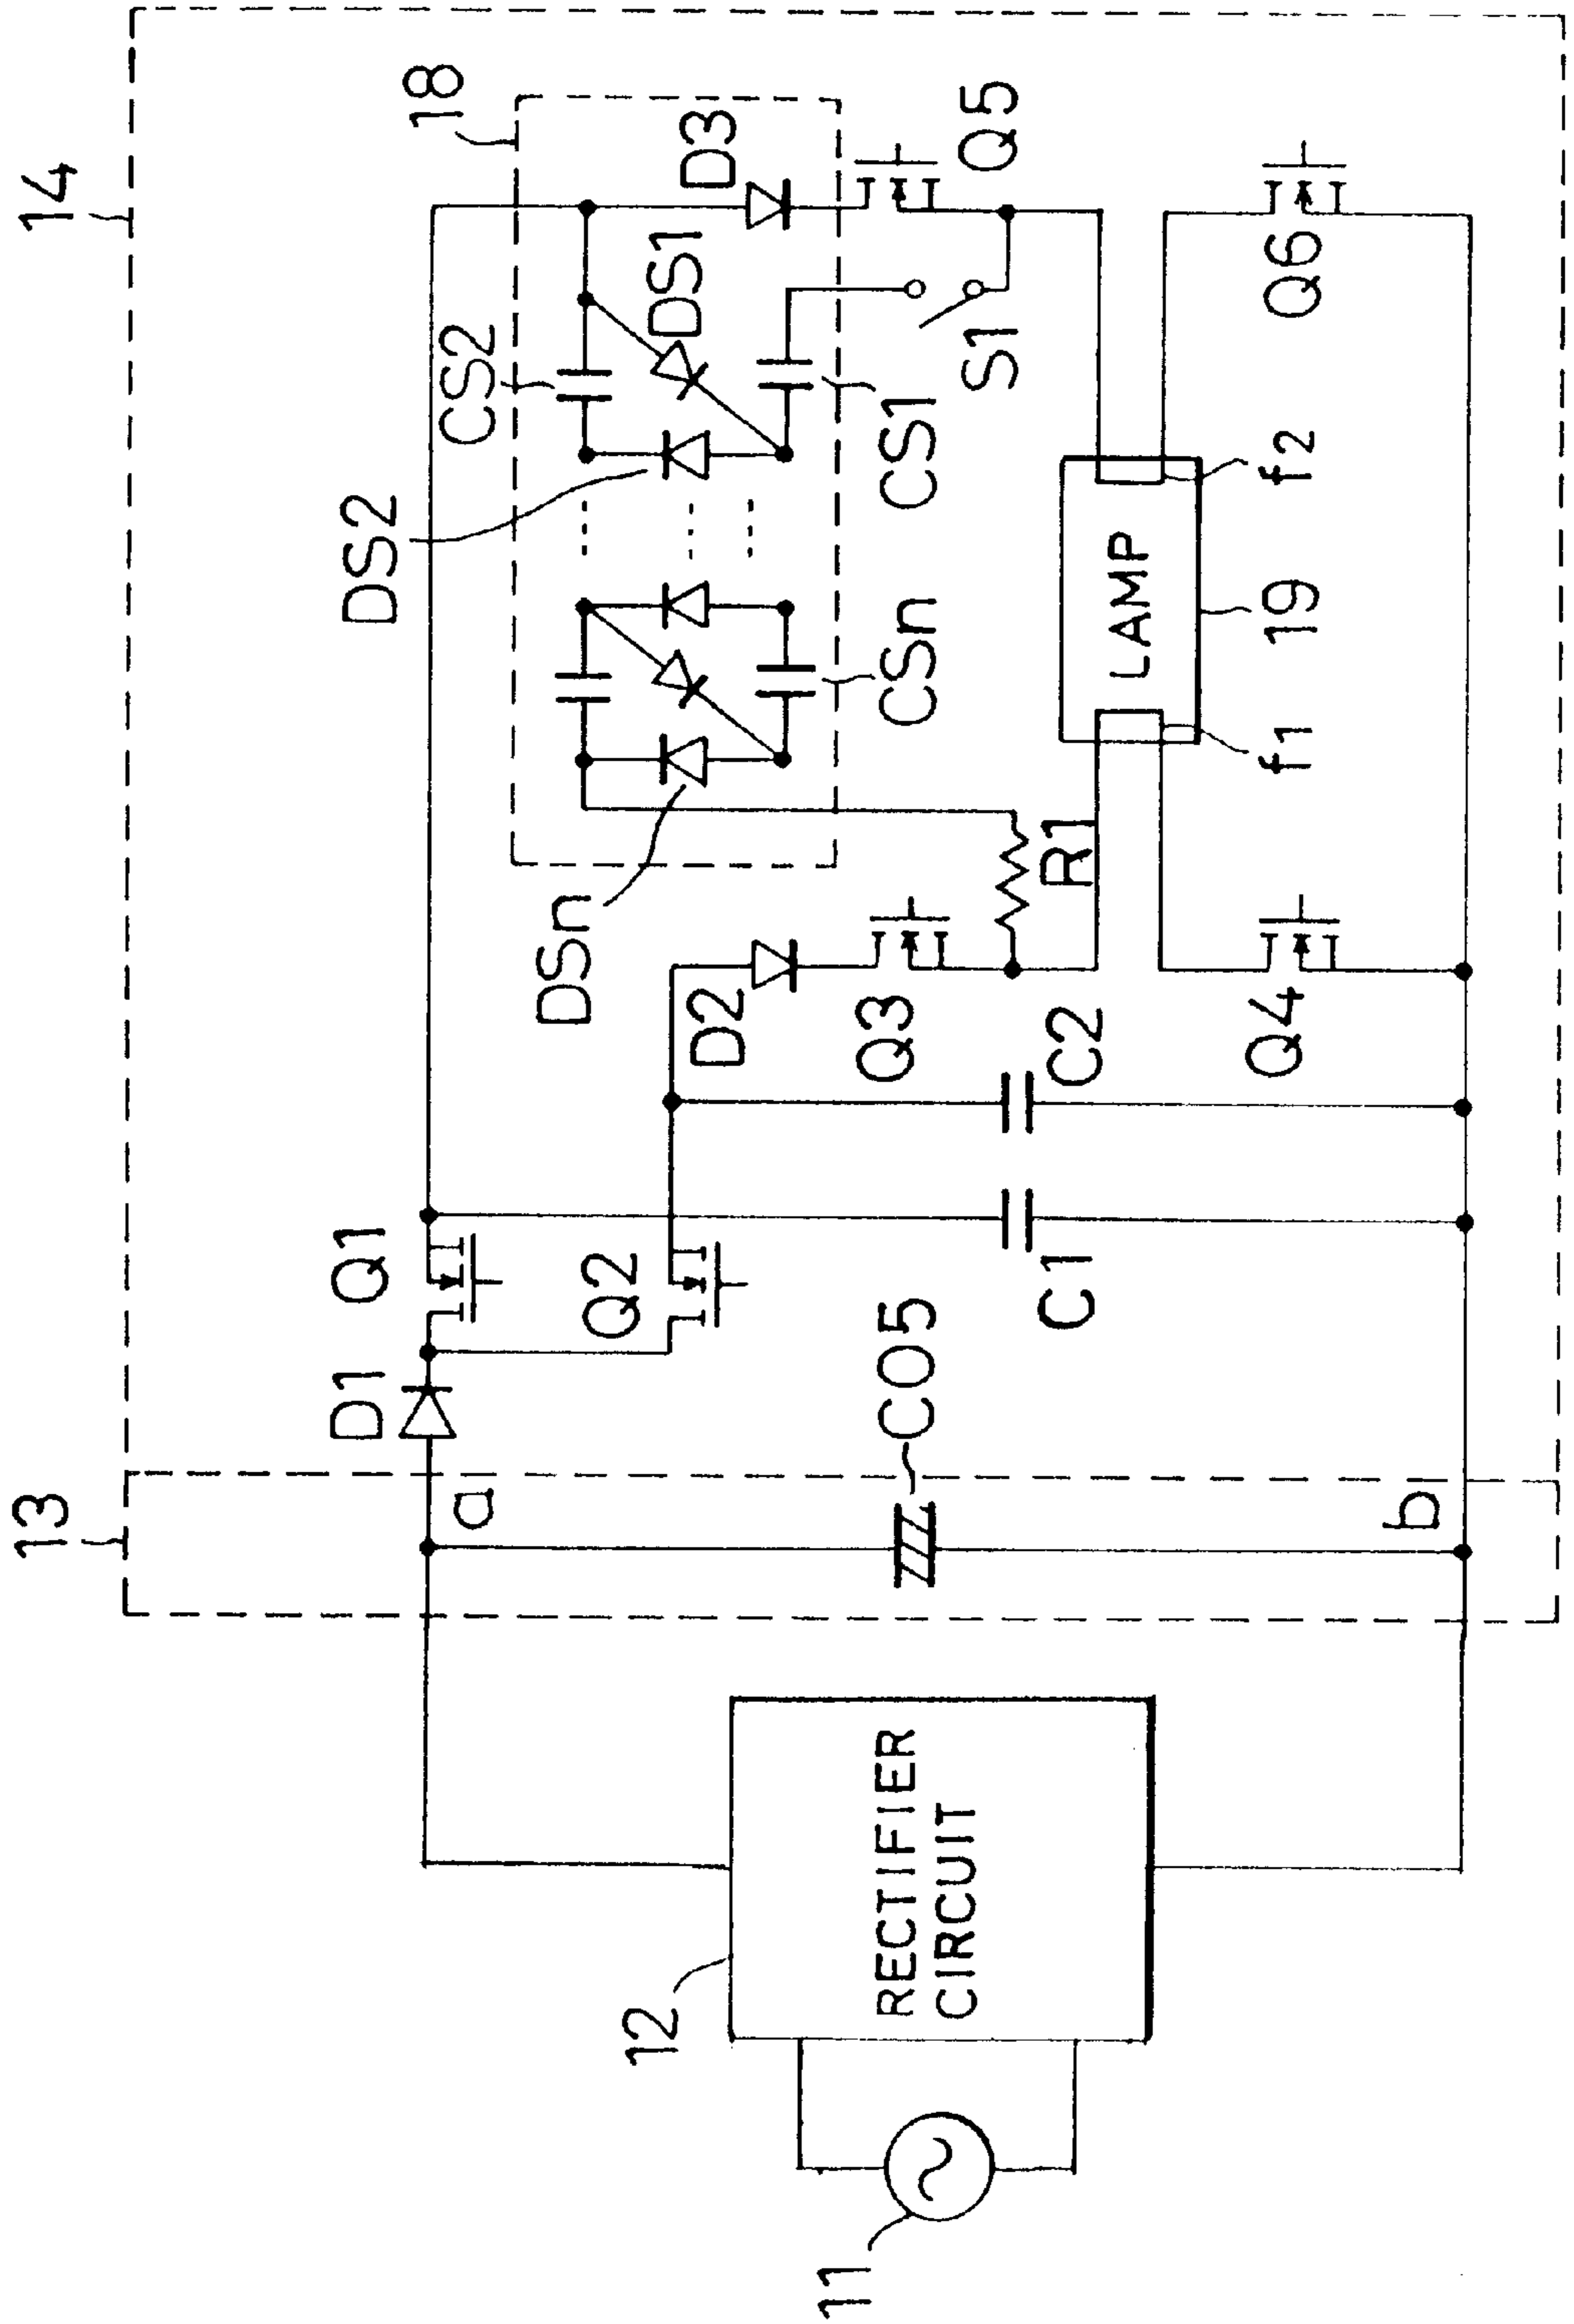 14
13
18
D3
Q5
DS1
CS2
S1
Q6
CS1
DS2
f2
LAMP
19
CSn
f1
DSn
R1
D2
Q3
C2
Q4
Q1
Q2
C1
D1
CO5
a
b
12
RECTIFIER
CIRCUIT
11